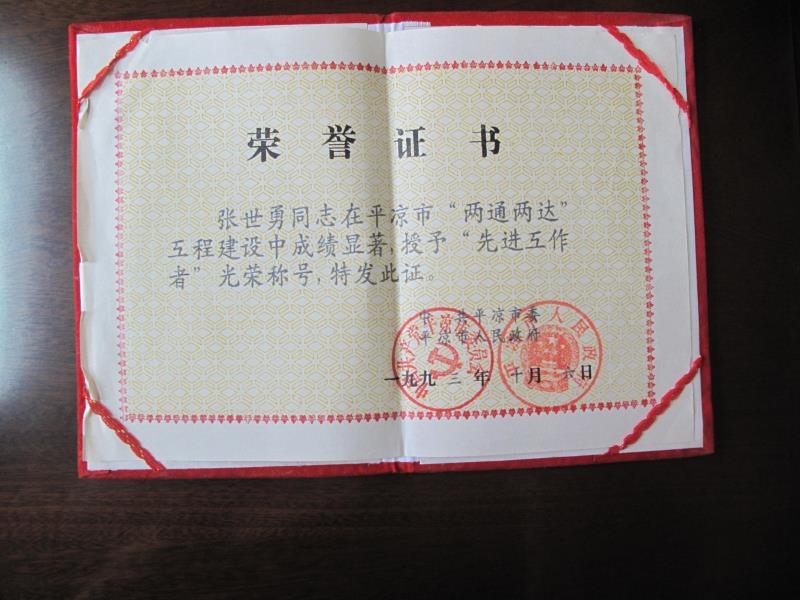 荣誉证书
张世勇同志在平凉市“两通两达”
工程建设中成绩显著,授予“先进工作
者”光荣称号,特发此证。
中共平凉市委
平凉市人民政府
一九九三年十月六日